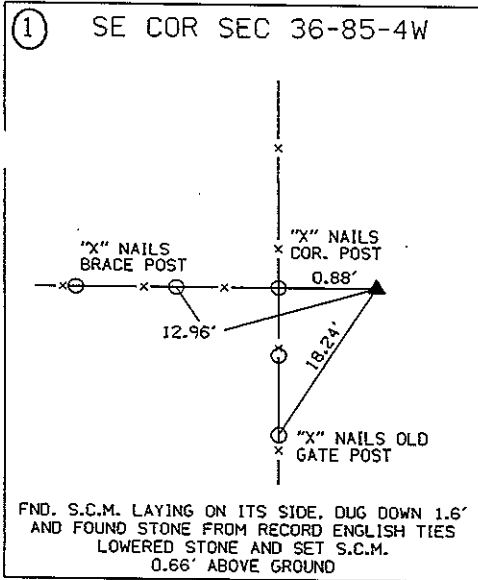 1 SE COR SEC 36-85-4W
"X" NAILS
BRACE POST
"X" NAILS
COR. POST
0.88'
12.96'
18.24'
"X" NAILS OLD
GATE POST
FND. S.C.M. LAYING ON ITS SIDE, DUG DOWN 1.6'
AND FOUND STONE FROM RECORD ENGLISH TIES
LOWERED STONE AND SET S.C.M.
0.66' ABOVE GROUND